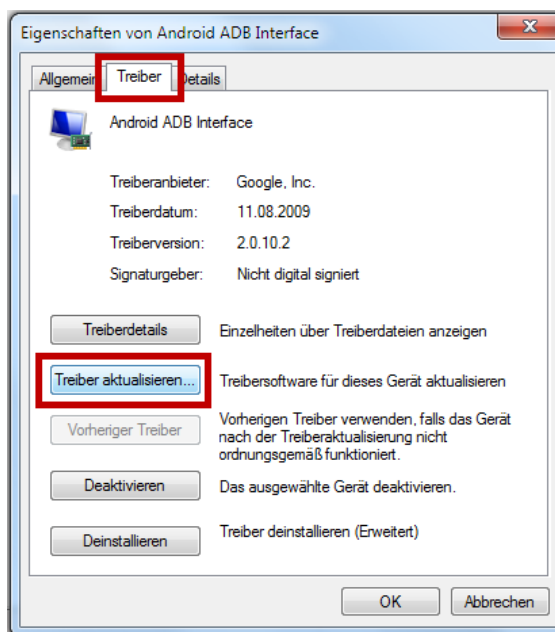 Eigenschaften von Android ADB Interface
Allgemein Treiber Details
Android ADB Interface
Treiberanbieter: Google, Inc.
Treiberdatum: 11.08.2009
Treiberversion: 2.0.10.2
Signaturgeber: Nicht digital signiert
Treiberdetails Einzelheiten über Treiberdateien anzeigen
Treiber aktualisieren... Treibersoftware für dieses Gerät aktualisieren
Vorheriger Treiber Vorherigen Treiber verwenden, falls das Gerät
nach der Treiberaktualisierung nicht
ordnungsgemäß funktioniert.
Deaktivieren Das ausgewählte Gerät deaktivieren.
Deinstallieren Treiber deinstallieren (Erweitert)
OK Abbrechen